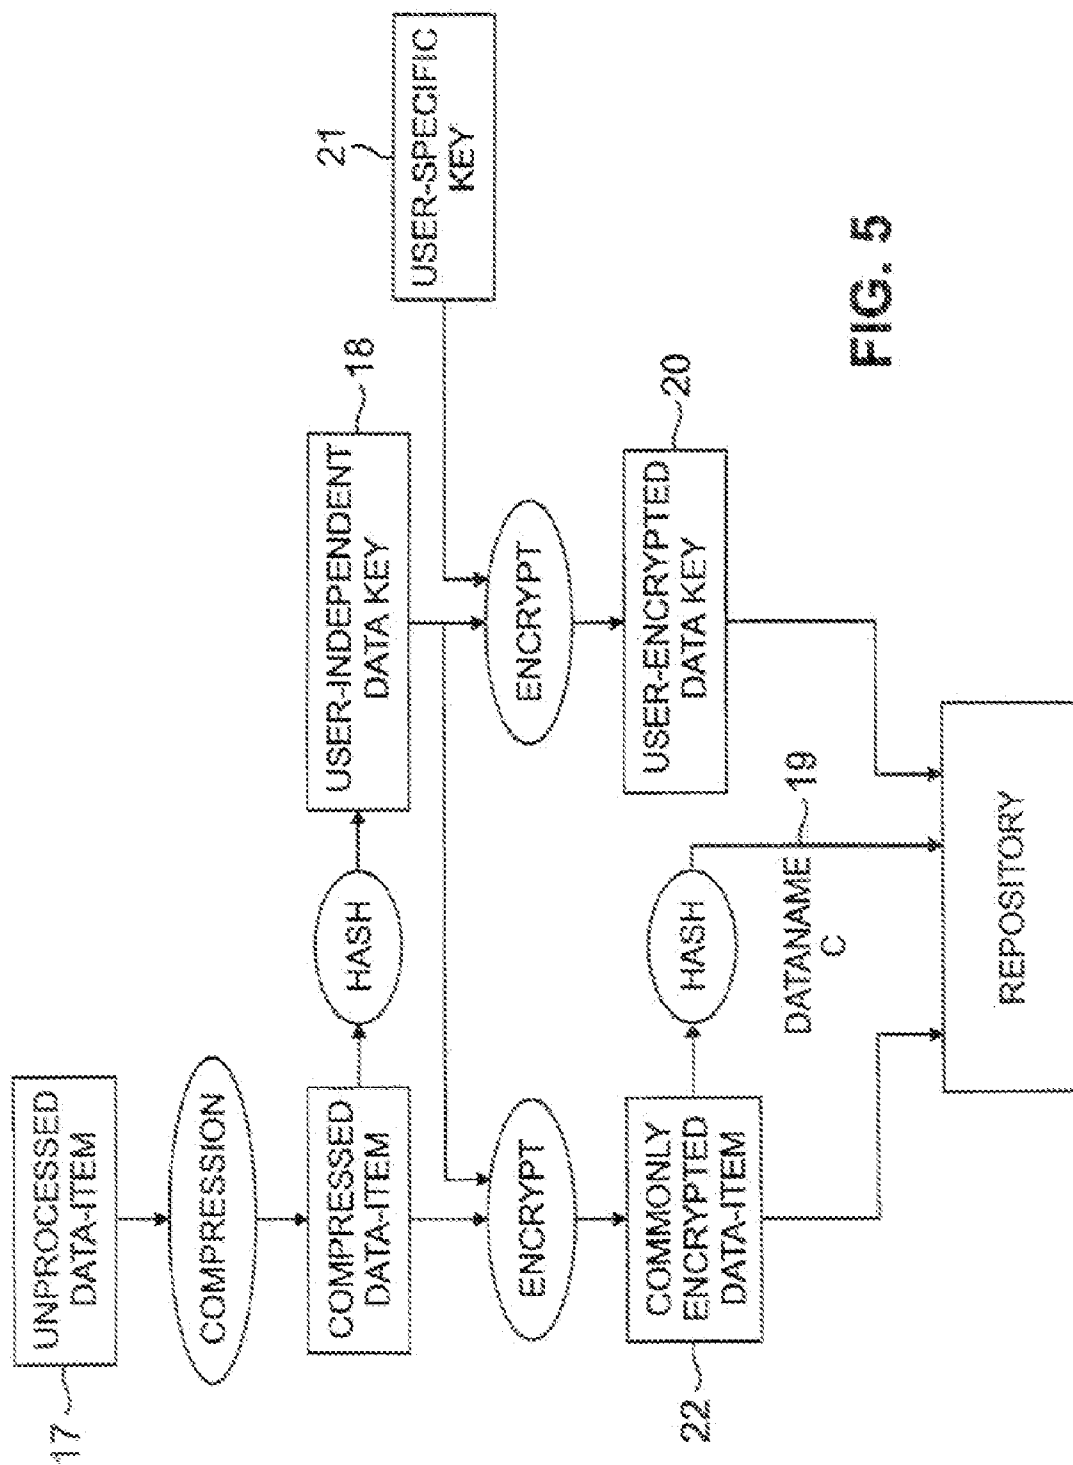 17
UNPROCESSED
DATA-ITEM
COMPRESSION
COMPRESSED
DATA-ITEM
HASH
USER-INDEPENDENT
DATA KEY
18
21
USER-SPECIFIC
KEY
ENCRYPT
ENCRYPT
22
COMMONLY
ENCRYPTED
DATA-ITEM
HASH
USER-ENCRYPTED
DATA KEY
20
DATANAME
C
19
REPOSITORY
FIG. 5